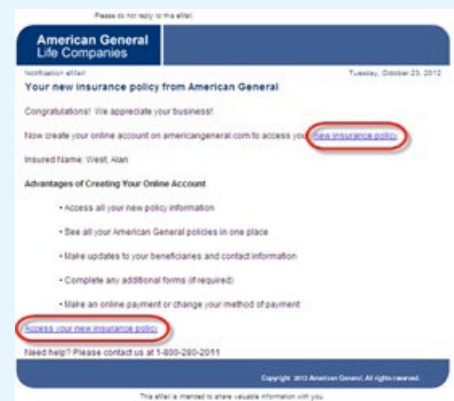 Please do not reply to this eMail
American General
Life Companies
Notification eMail
Tuesday, October 23, 2012
Your new insurance policy from American General
Congratulations! We appreciate your business!
Now create your online account on americangeneral.com to access your new insurance policy.
Insured Name: West, Alan
Advantages of Creating Your Online Account
• Access all your new policy information
• See all your American General policies in one place
• Make updates to your beneficiaries and contact information
• Complete any additional forms (if required)
• Make an online payment or change your method of payment
Access your new insurance policy
Need help? Please contact us at 1-800-280-2011
Copyright 2012 American General. All rights reserved.
This eMail is intended to share valuable information with you.